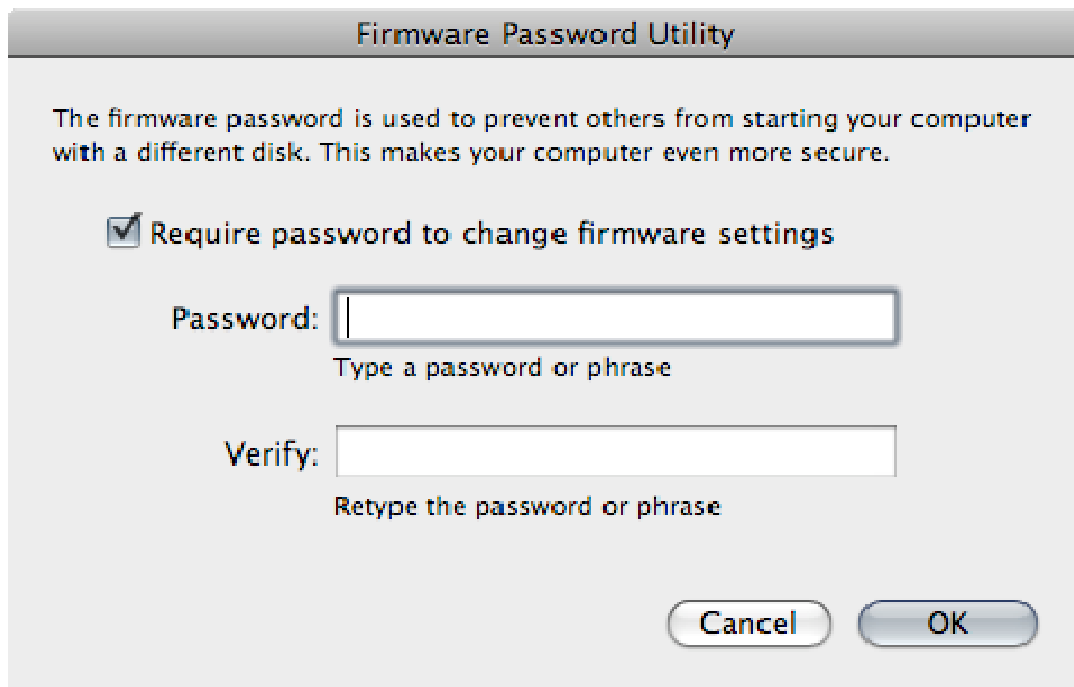 Firmware Password Utility
The firmware password is used to prevent others from starting your computer
with a different disk. This makes your computer even more secure.
Require password to change firmware settings
Password:
Type a password or phrase
Verify:
Retype the password or phrase
Cancel OK